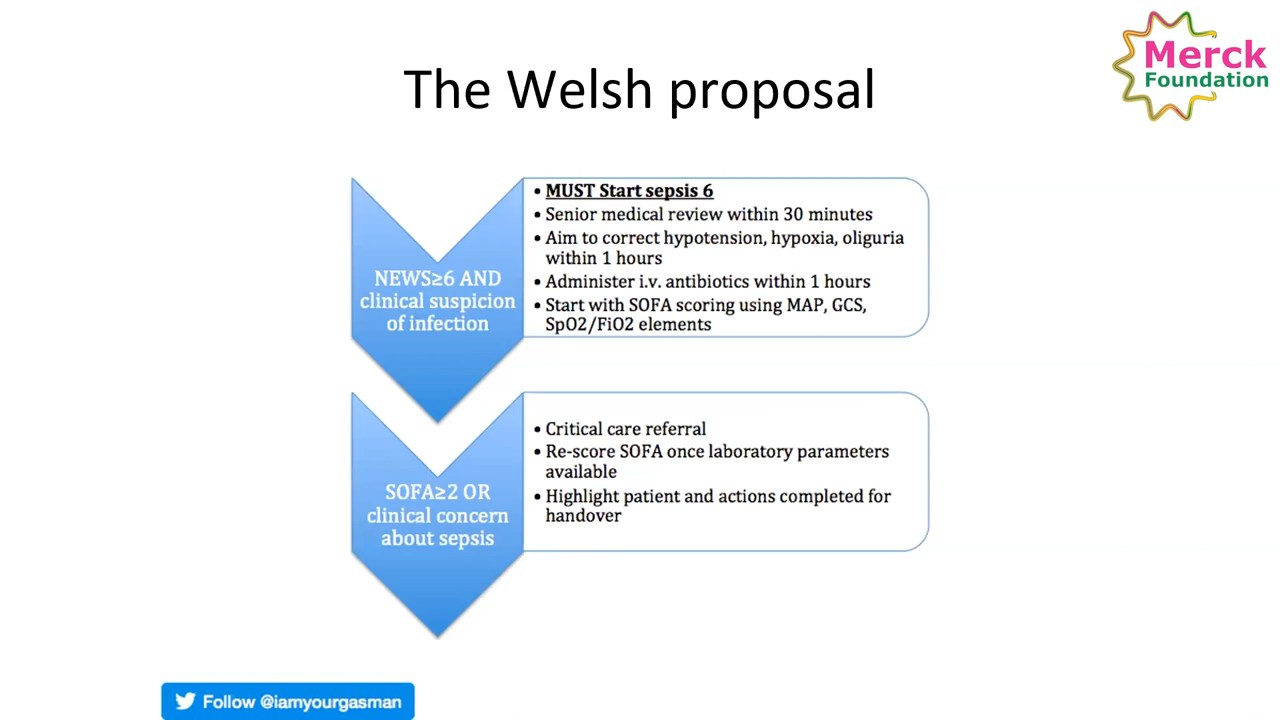 The Welsh proposal
Merck
Foundation
NEWS≥6 AND
clinical suspicion
of infection
• MUST Start sepsis 6
• Senior medical review within 30 minutes
• Aim to correct hypotension, hypoxia, oliguria
within 1 hours
• Administer i.v. antibiotics within 1 hours
• Start with SOFA scoring using MAP, GCS,
SpO2/FiO2 elements
SOFA≥2 OR
clinical concern
about sepsis
• Critical care referral
• Re-score SOFA once laboratory parameters
available
• Highlight patient and actions completed for
handover
Follow @iamyourgasman